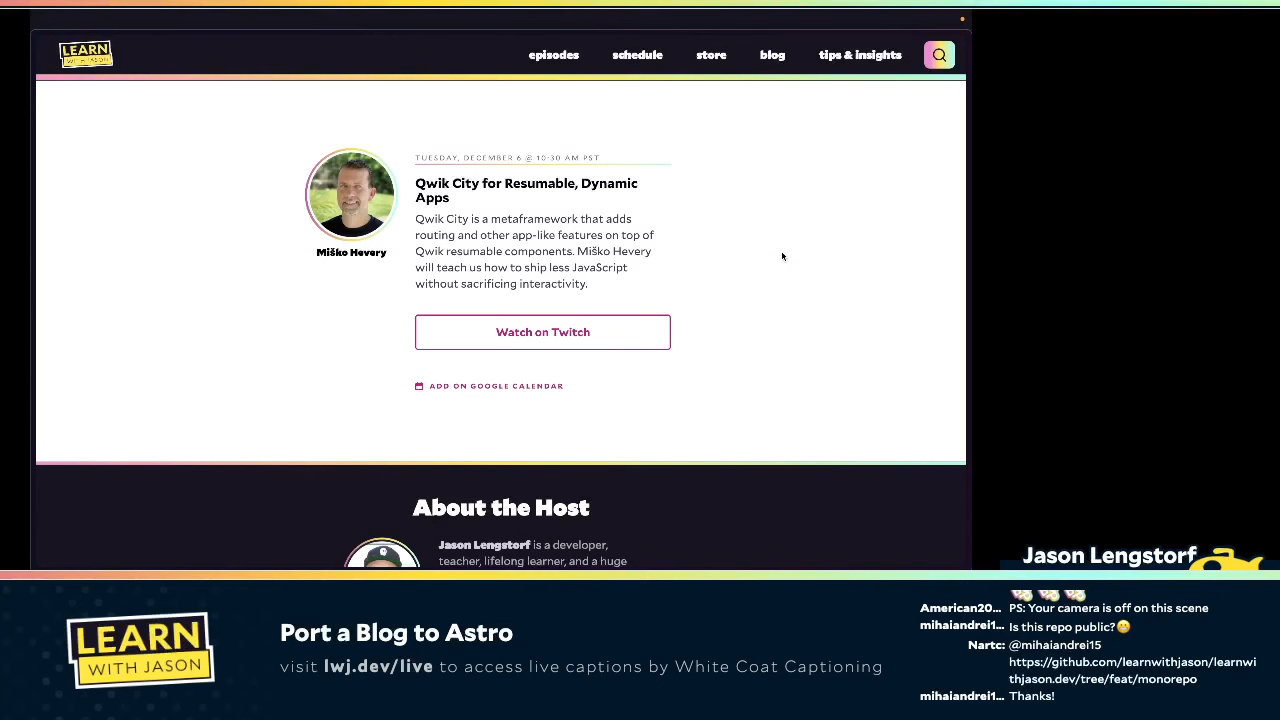 LEARN
WITH JASON
episodes schedule store blog tips & insights
TUESDAY, DECEMBER 6 @ 10:30 AM PST
Qwik City for Resumable, Dynamic
Apps
Qwik City is a metaframework that adds
routing and other app-like features on top of
Qwik resumable components. Miško Hevery
will teach us how to ship less JavaScript
without sacrificing interactivity.
Miško Hevery
Watch on Twitch
ADD ON GOOGLE CALENDAR
About the Host
Jason Lengstorf is a developer,
teacher, lifelong learner, and a huge
Jason Lengstorf
LEARN
WITH JASON
Port a Blog to Astro
visit lwj.dev/live to access live captions by White Coat Captioning
American20... PS: Your camera is off on this scene
mihaiandrei1... Is this repo public?😬
Nartc: @mihaiandrei15
https://github.com/learnwithjason/learnwi
thjason.dev/tree/feat/monorepo
mihaiandrei1... Thanks!